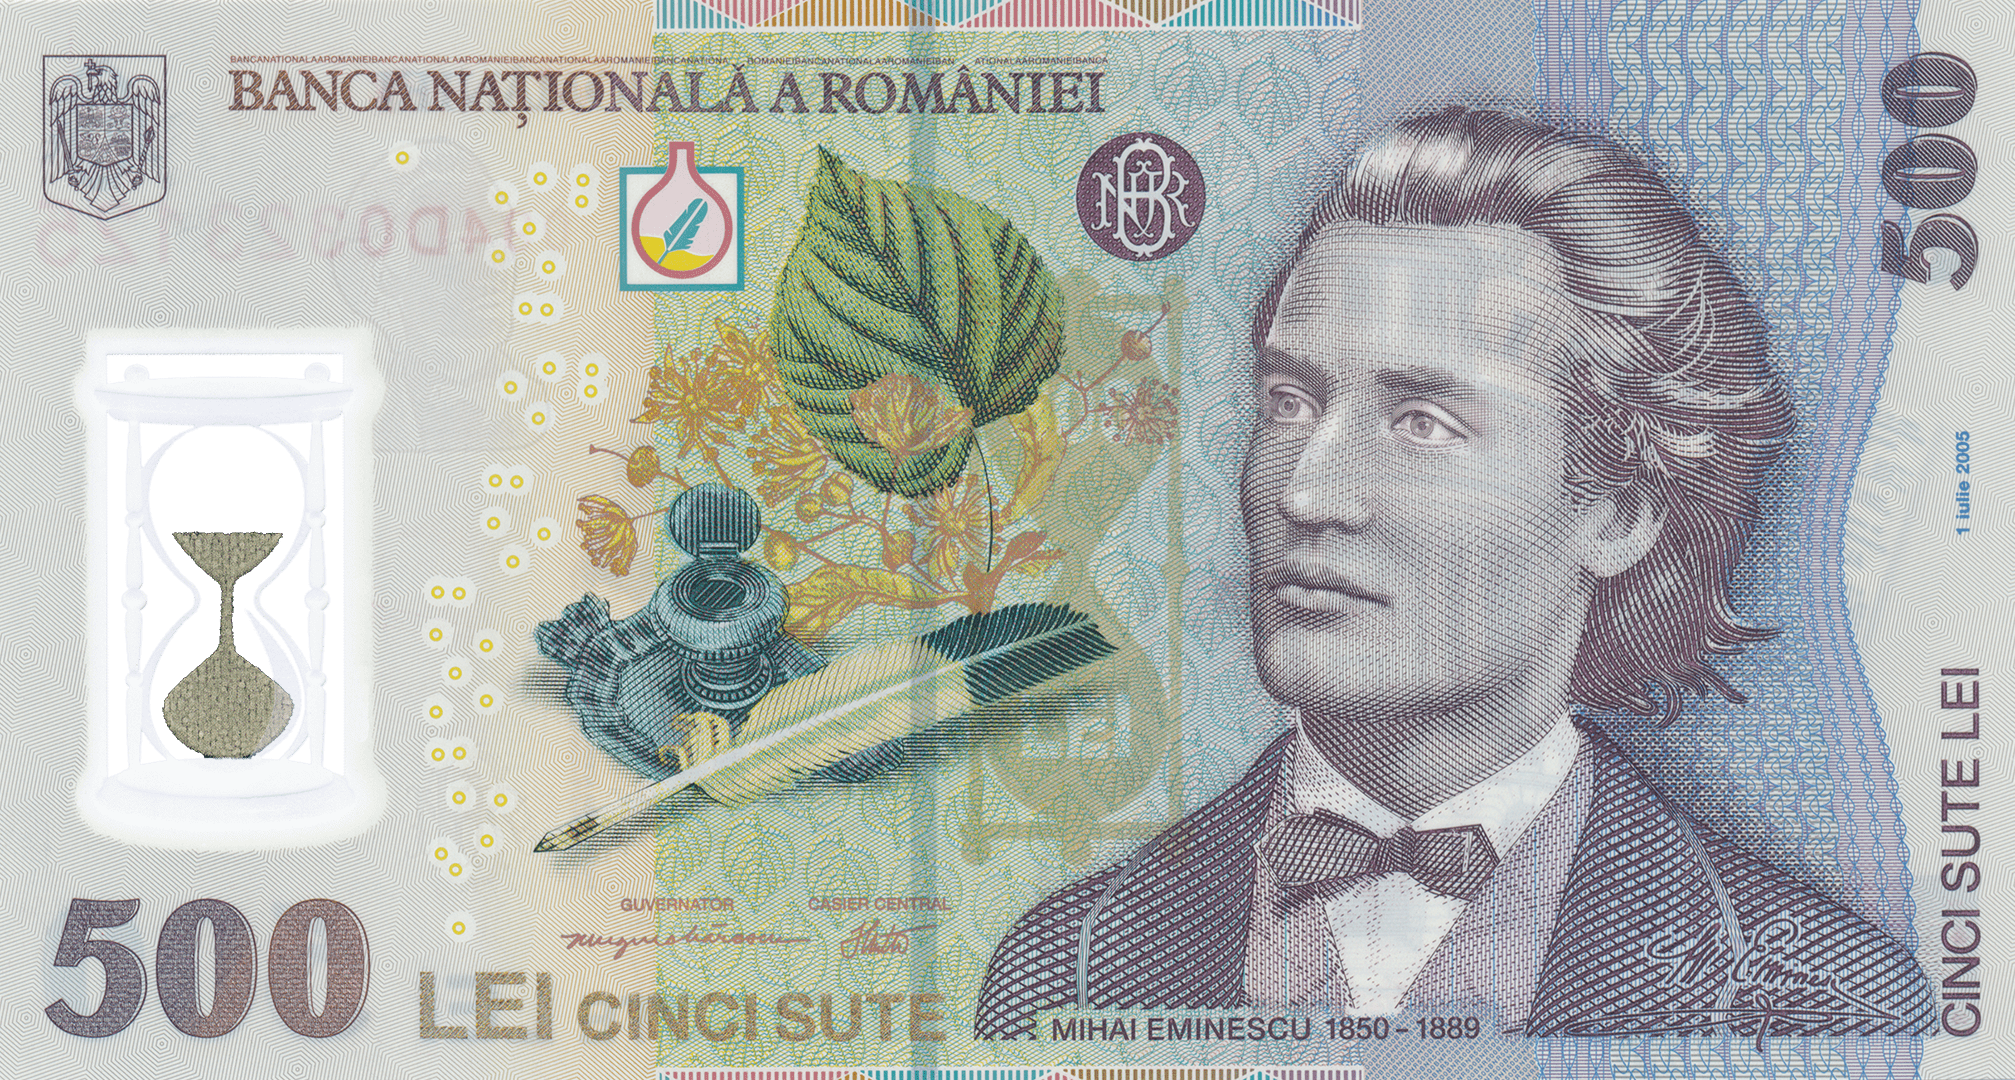 BANCANATIONALAAROMANIEIBANCANATIONALAAROMANIEIBANCANATIONALAAROMANIEIBANCANATIONA ROMANIEIBANCANATIONALAAROMANIEIBAN ATIONALAAROMANIEIBANCA
BANCA NAȚIONALĂ A ROMÂNIEI
500
NBR
1 iulie 2005
CINCI SUTE LEI
GUVERNATOR CASIER CENTRAL
500
LEI CINCI SUTE
MIHAI EMINESCU 1850 - 1889